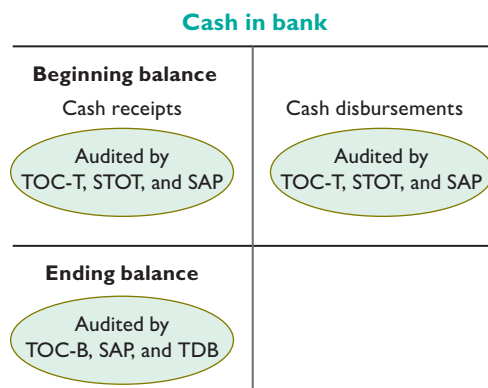 Cash in bank
Beginning balance
Cash receipts
Audited by
TOC-T, STOT, and SAP
Cash disbursements
Audited by
TOC-T, STOT, and SAP
Ending balance
Audited by
TOC-B, SAP, and TDB